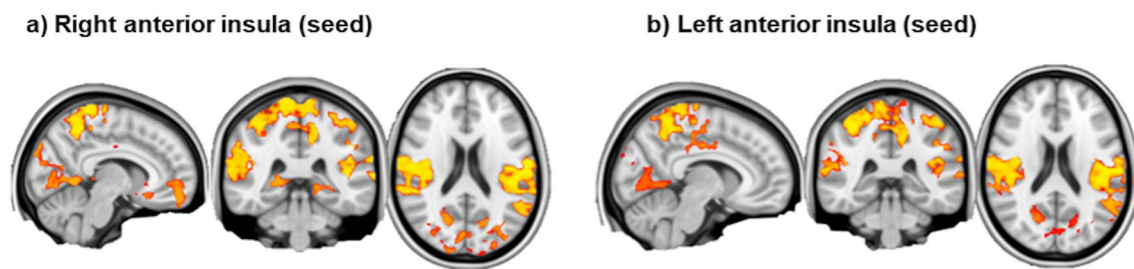 a) Right anterior insula (seed)
b) Left anterior insula (seed)